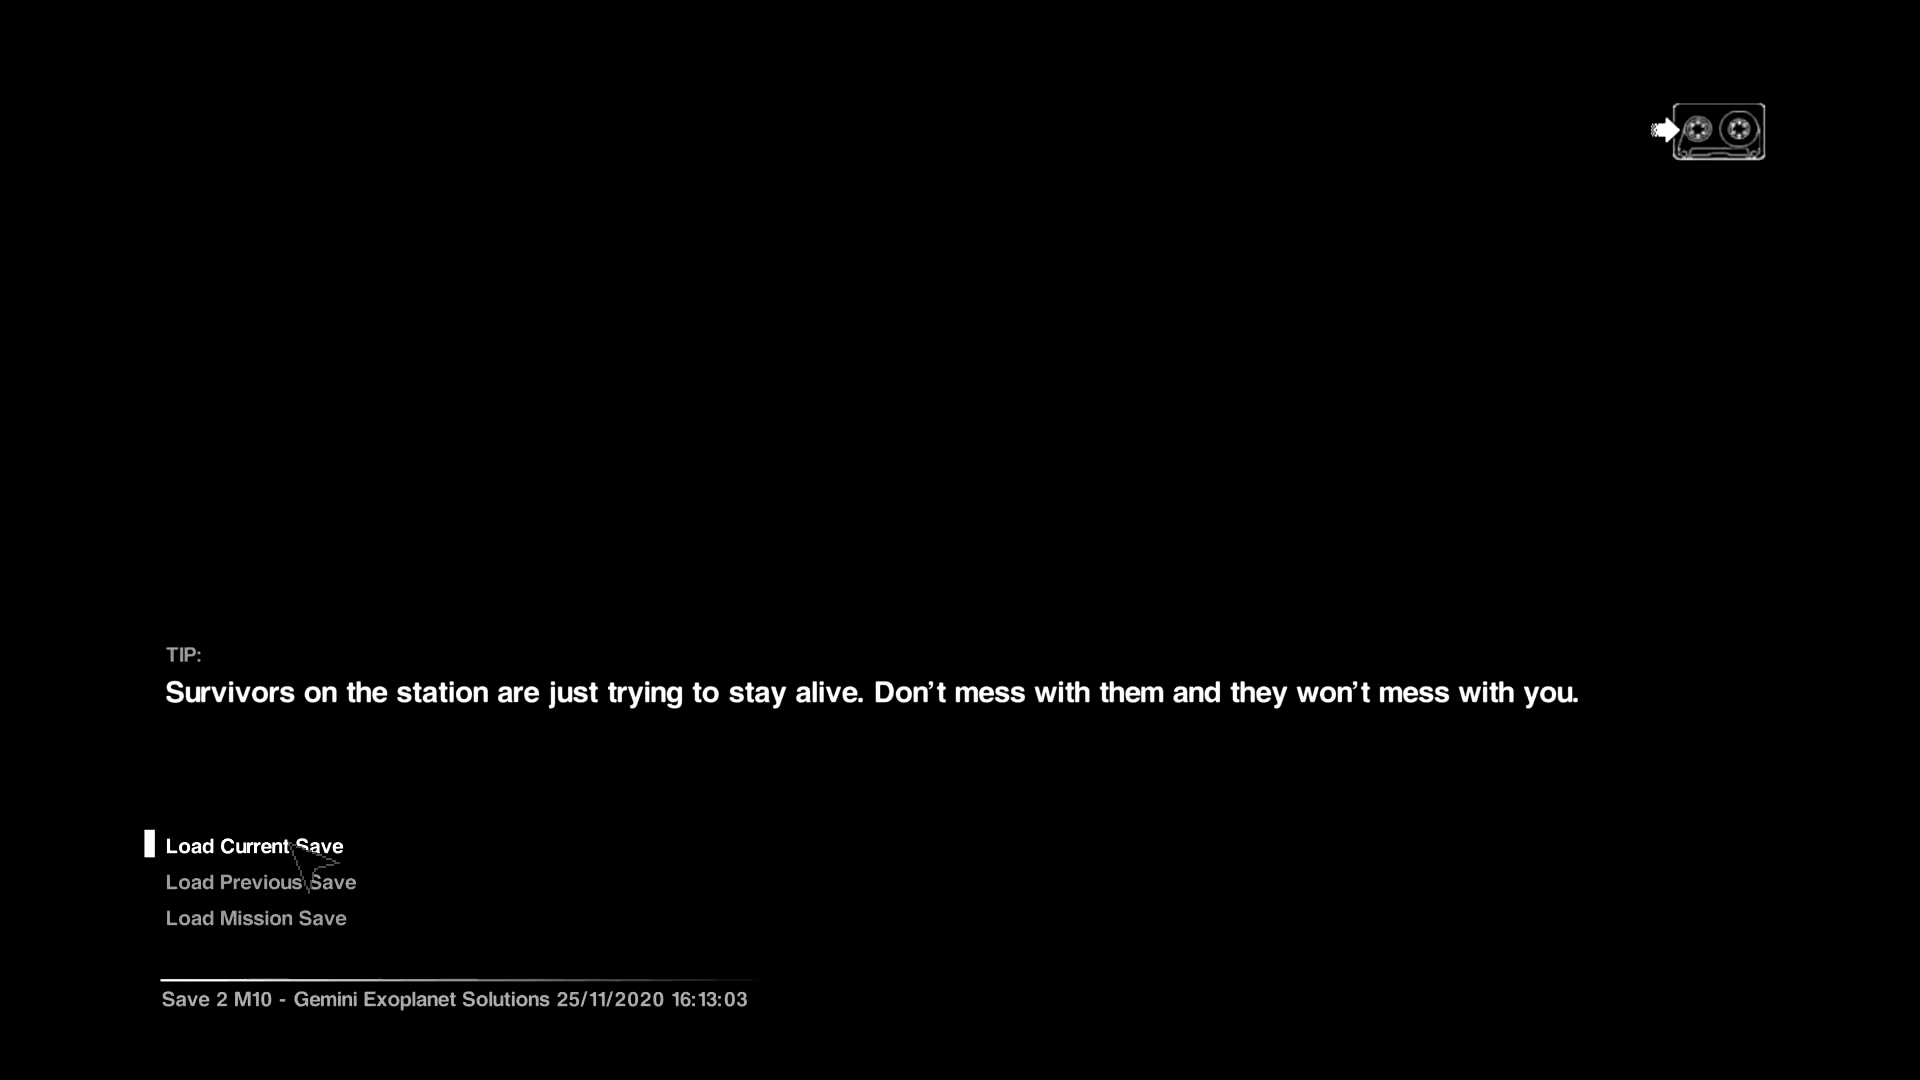 TIP:
Survivors on the station are just trying to stay alive. Don’t mess with them and they won’t mess with you.
Load Current Save
Load Previous Save
Load Mission Save
Save 2 M10 - Gemini Exoplanet Solutions 25/11/2020 16:13:03